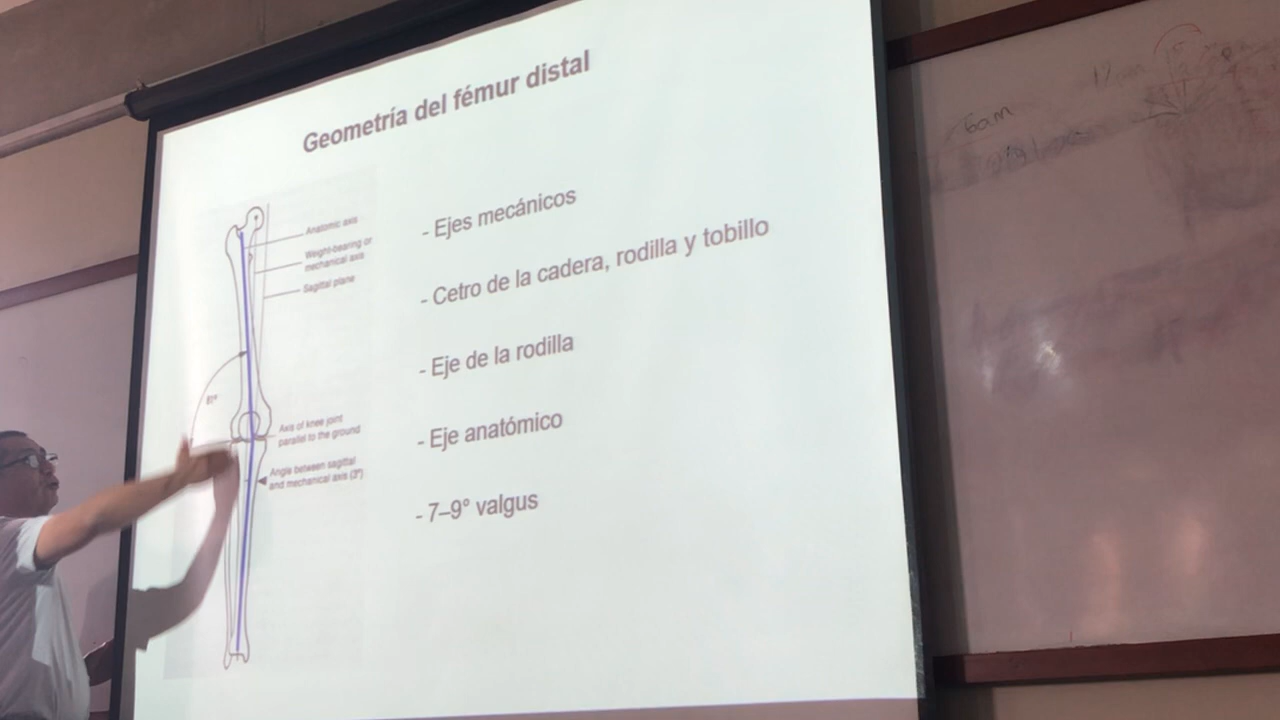 Geometría del fémur distal
Anatomic axis
Weight-bearing or
mechanical axis
Sagittal plane
81°
Axis of knee joint
parallel to the ground
Angle between sagittal
and mechanical axis (3°)
- Ejes mecánicos
- Cetro de la cadera, rodilla y tobillo
- Eje de la rodilla
- Eje anatómico
- 7–9° valgus
6am